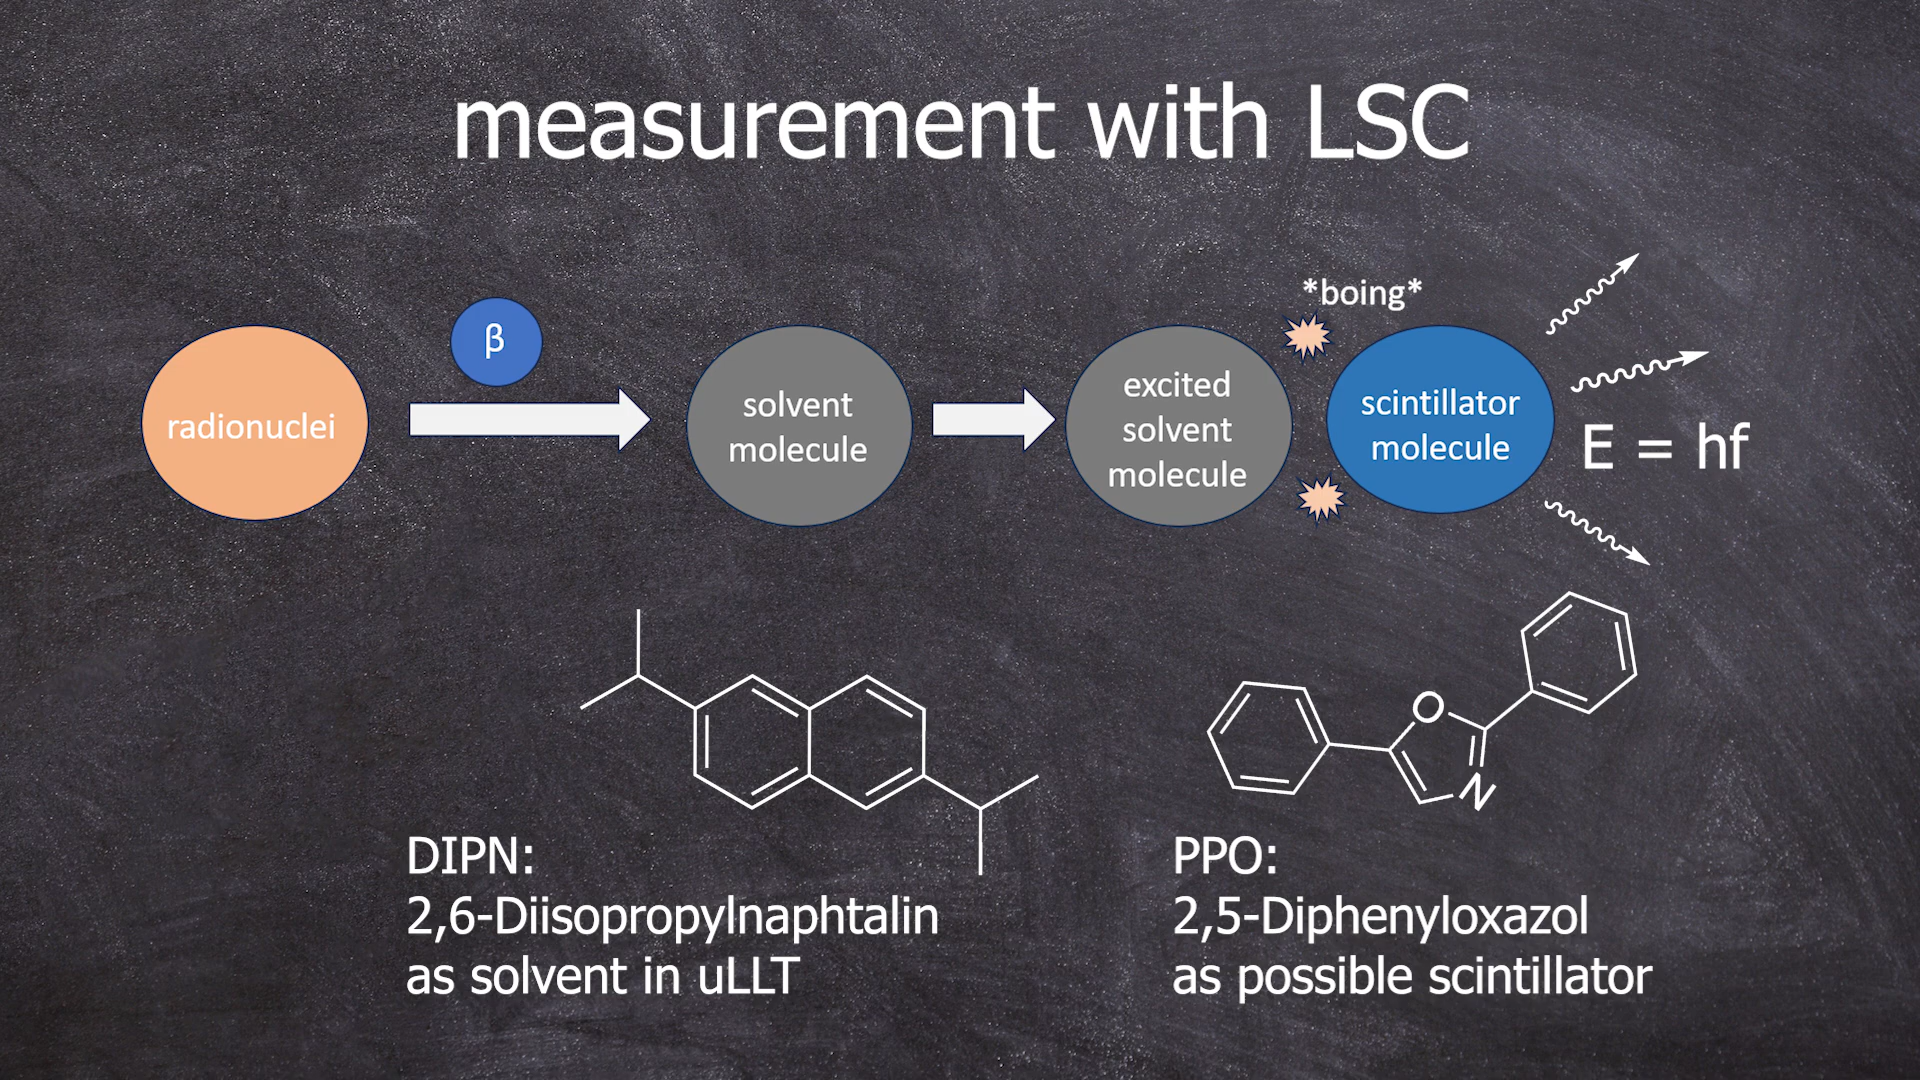 measurement with LSC
*boing*
β
radionuclei
solvent
molecule
excited
solvent
molecule
scintillator
molecule
E = hf
O
N
DIPN:
2,6-Diisopropylnaphtalin
as solvent in uLLT
PPO:
2,5-Diphenyloxazol
as possible scintillator